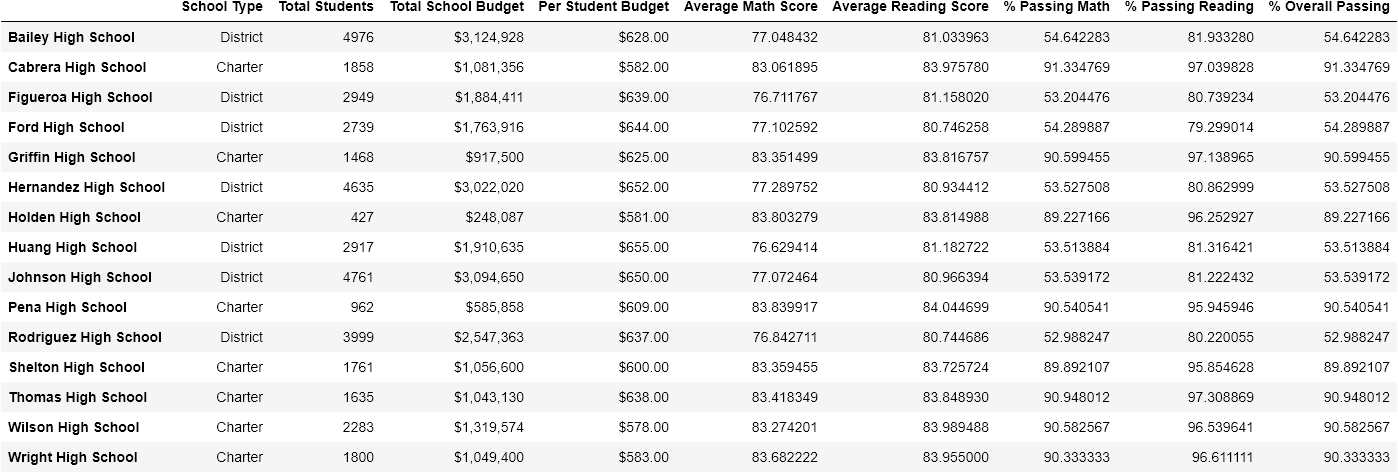 School Type Total Students Total School Budget Per Student Budget Average Math Score Average Reading Score % Passing Math % Passing Reading % Overall Passing
Bailey High School District 4976 $3,124,928 $628.00 77.048432 81.033963 54.642283 81.933280 54.642283
Cabrera High School Charter 1858 $1,081,356 $582.00 83.061895 83.975780 91.334769 97.039828 91.334769
Figueroa High School District 2949 $1,884,411 $639.00 76.711767 81.158020 53.204476 80.739234 53.204476
Ford High School District 2739 $1,763,916 $644.00 77.102592 80.746258 54.289887 79.299014 54.289887
Griffin High School Charter 1468 $917,500 $625.00 83.351499 83.816757 90.599455 97.138965 90.599455
Hernandez High School District 4635 $3,022,020 $652.00 77.289752 80.934412 53.527508 80.862999 53.527508
Holden High School Charter 427 $248,087 $581.00 83.803279 83.814988 89.227166 96.252927 89.227166
Huang High School District 2917 $1,910,635 $655.00 76.629414 81.182722 53.513884 81.316421 53.513884
Johnson High School District 4761 $3,094,650 $650.00 77.072464 80.966394 53.539172 81.222432 53.539172
Pena High School Charter 962 $585,858 $609.00 83.839917 84.044699 90.540541 95.945946 90.540541
Rodriguez High School District 3999 $2,547,363 $637.00 76.842711 80.744686 52.988247 80.220055 52.988247
Shelton High School Charter 1761 $1,056,600 $600.00 83.359455 83.725724 89.892107 95.854628 89.892107
Thomas High School Charter 1635 $1,043,130 $638.00 83.418349 83.848930 90.948012 97.308869 90.948012
Wilson High School Charter 2283 $1,319,574 $578.00 83.274201 83.989488 90.582567 96.539641 90.582567
Wright High School Charter 1800 $1,049,400 $583.00 83.682222 83.955000 90.333333 96.611111 90.333333